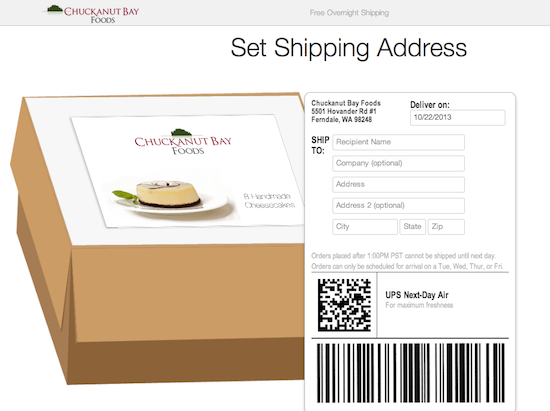 CHUCKANUT BAY
FOODS
Free Overnight Shipping
Set Shipping Address
CHUCKANUT BAY
FOODS
8 Handmade
Cheesecakes
Chuckanut Bay Foods
5501 Hovander Rd #1
Ferndale, WA 98248
Deliver on:
10/22/2013
SHIP
TO:
Recipient Name
Company (optional)
Address
Address 2 (optional)
City
State
Zip
Orders placed after 1:00PM PST cannot be shipped until next day.
Orders can only be scheduled for arrival on a Tue, Wed, Thur, or Fri.
UPS Next-Day Air
For maximum freshness